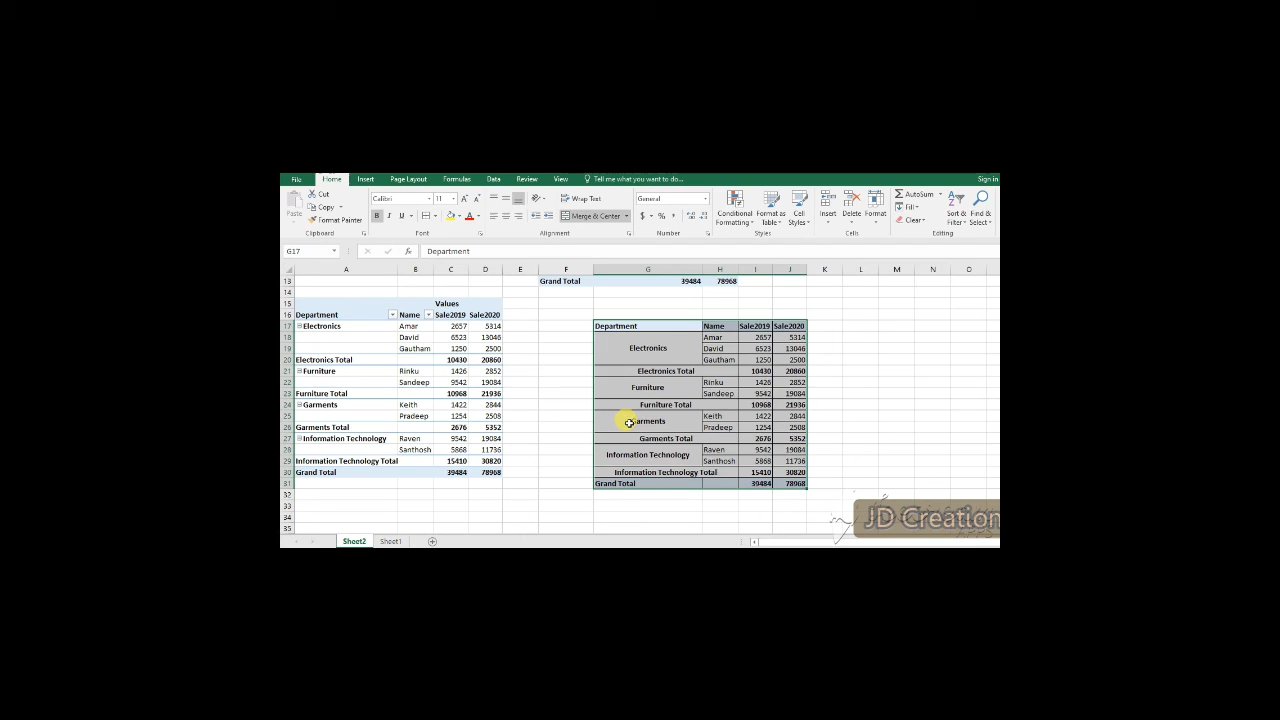 File Home Insert Page Layout Formulas Data Review View Tell me what you want to do... Sign in
Cut
Copy
Format Painter
Paste
Clipboard
Calibri 11
B I U
Font
Wrap Text
Merge & Center
Alignment
General
$ % ,
Number
Conditional Formatting
Format as Table
Cell Styles
Styles
Insert Delete Format
Cells
AutoSum
Fill
Clear
Sort & Filter
Find & Select
Editing
G17 fx Department
A B C D E F G H I J K L M N O
13 Grand Total 39484 78968
14
15 Values
16 Department Name Sale2019 Sale2020
17 Electronics Amar 2657 5314 Department Name Sale2019 Sale2020
18 David 6523 13046 Electronics Amar 2657 5314
19 Gautham 1250 2500 David 6523 13046
20 Electronics Total 10430 20860 Gautham 1250 2500
21 Furniture Rinku 1426 2852 Electronics Total 10430 20860
22 Sandeep 9542 19084 Furniture Rinku 1426 2852
23 Furniture Total 10968 21936 Sandeep 9542 19084
24 Garments Keith 1422 2844 Furniture Total 10968 21936
25 Pradeep 1254 2508 Garments Keith 1422 2844
26 Garments Total 2676 5352 Pradeep 1254 2508
27 Information Technology Raven 9542 19084 Garments Total 2676 5352
28 Santhosh 5868 11736 Information Technology Raven 9542 19084
29 Information Technology Total 15410 30820 Santhosh 5868 11736
30 Grand Total 39484 78968 Information Technology Total 15410 30820
31 Grand Total 39484 78968
32
33
34
35
JD Creation
Sheet2 Sheet1